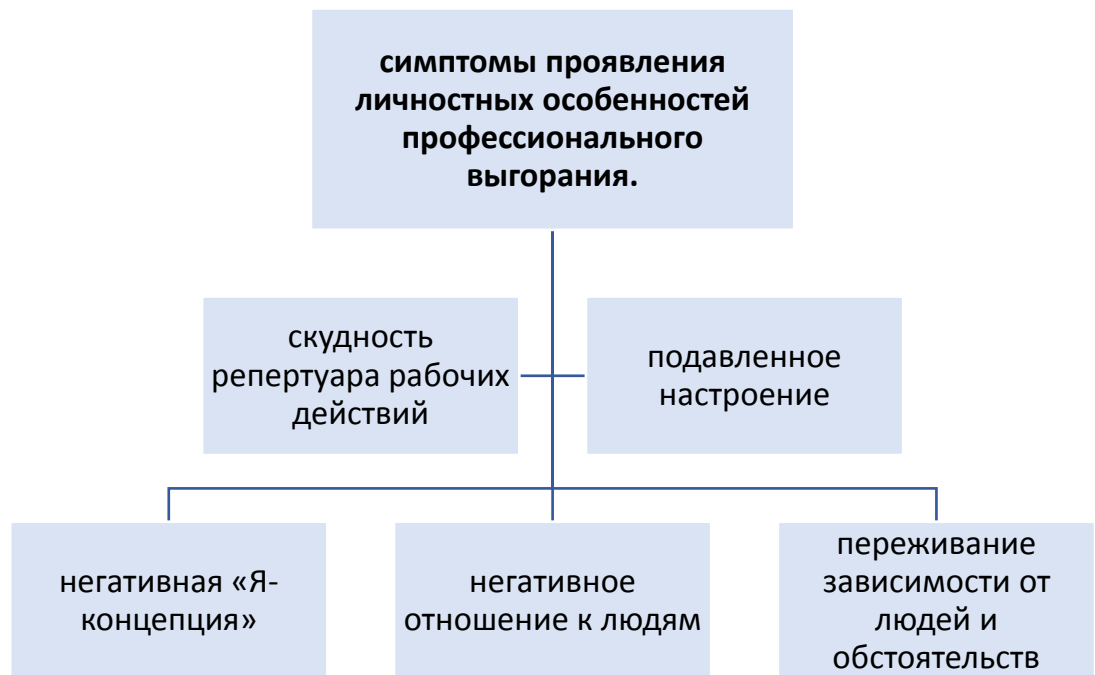 симптомы проявления
личностных особенностей
профессионального
выгорания.
скудность
репертуара рабочих
действий
подавленное
настроение
негативная «Я-
концепция»
негативное
отношение к людям
переживание
зависимости от
людей и
обстоятельств